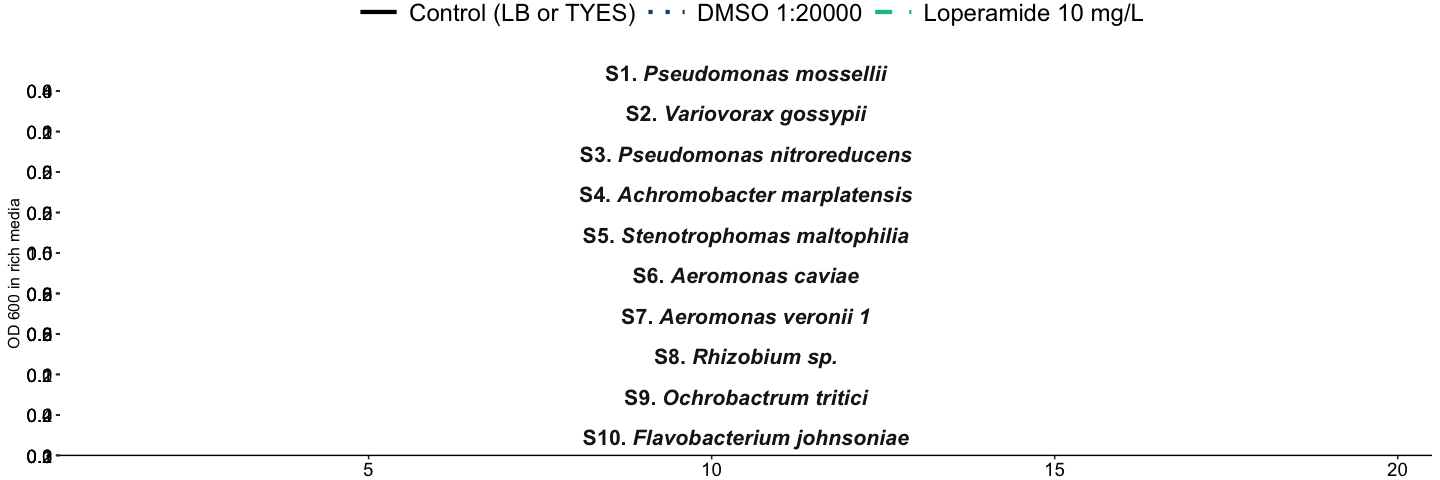 Control (LB or TYES) DMSO 1:20000 Loperamide 10 mg/L
S1. Pseudomonas mossellii
S2. Variovorax gossypii
S3. Pseudomonas nitroreducens
S4. Achromobacter marplatensis
S5. Stenotrophomas maltophilia
S6. Aeromonas caviae
S7. Aeromonas veronii 1
S8. Rhizobium sp.
S9. Ochrobactrum tritici
S10. Flavobacterium johnsoniae
OD 600 in rich media
5 10 15 20